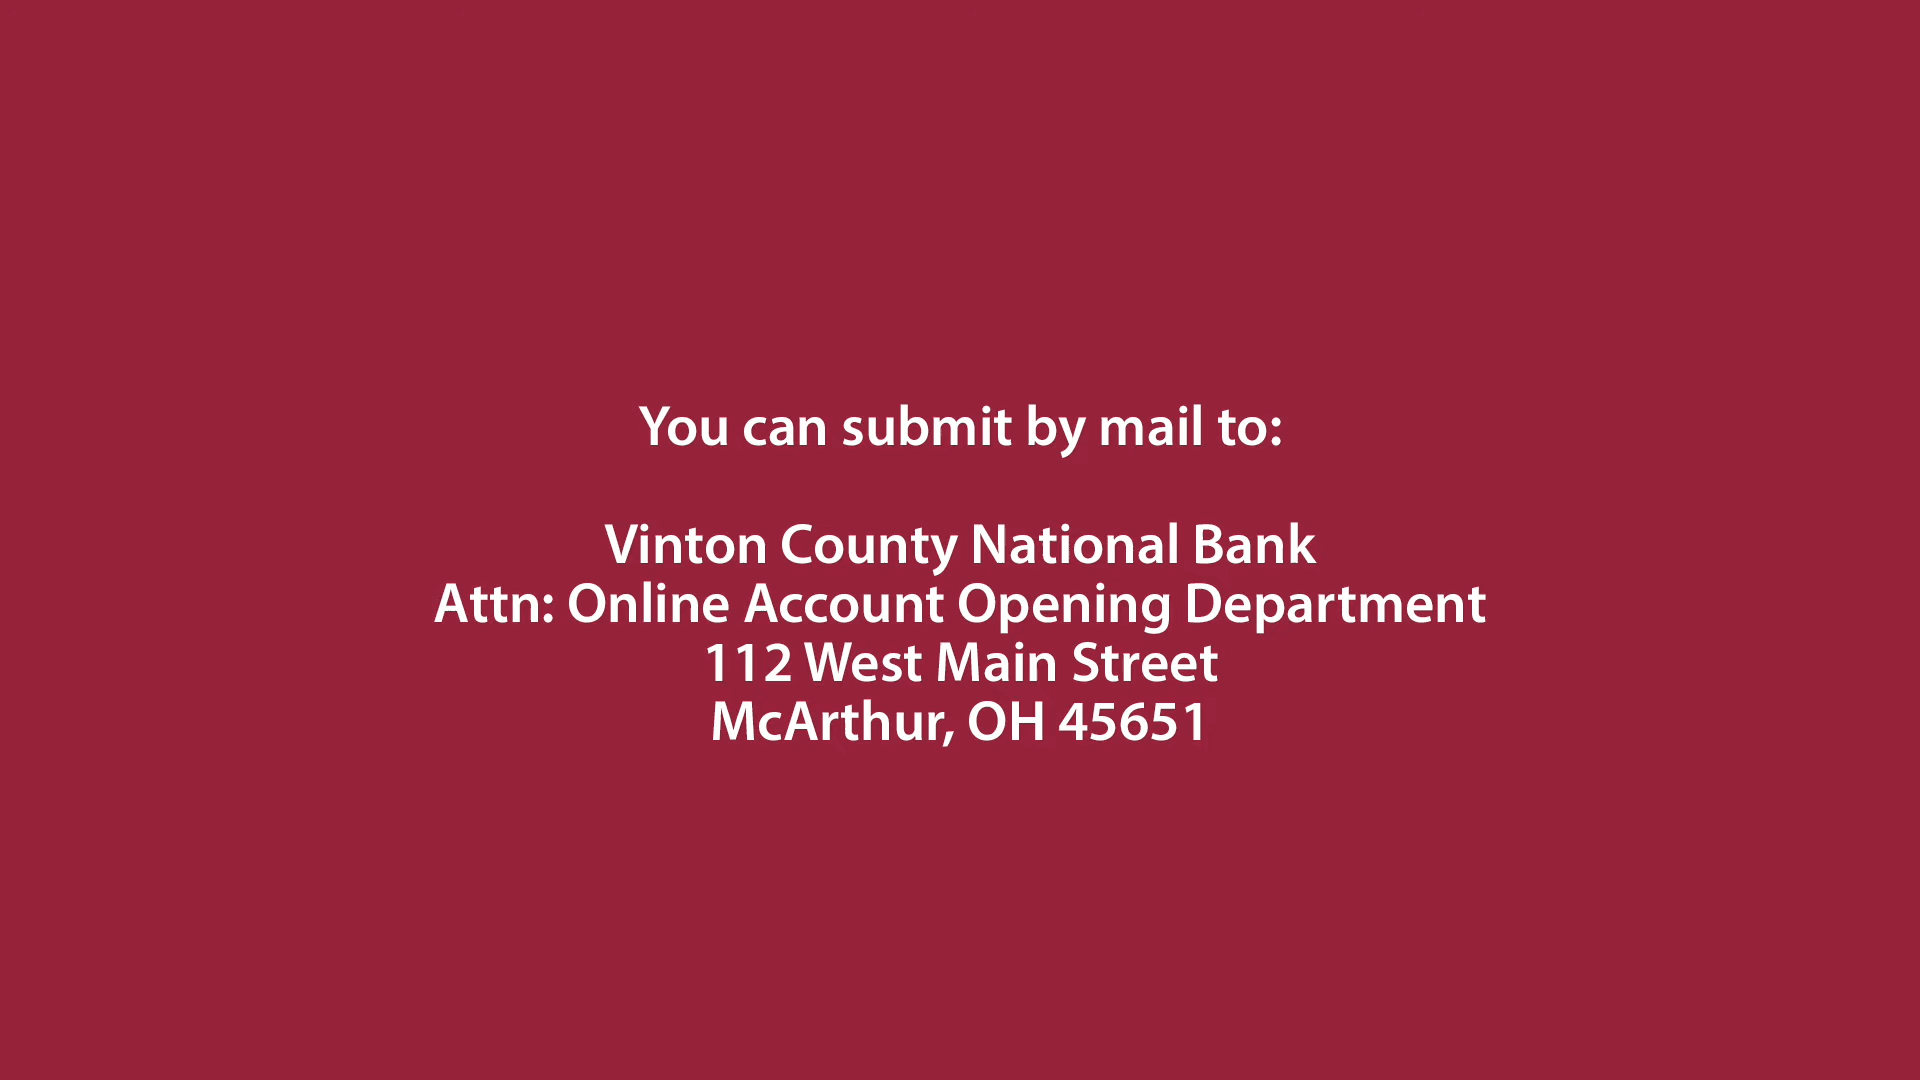 You can submit by mail to:
Vinton County National Bank
Attn: Online Account Opening Department
112 West Main Street
McArthur, OH 45651